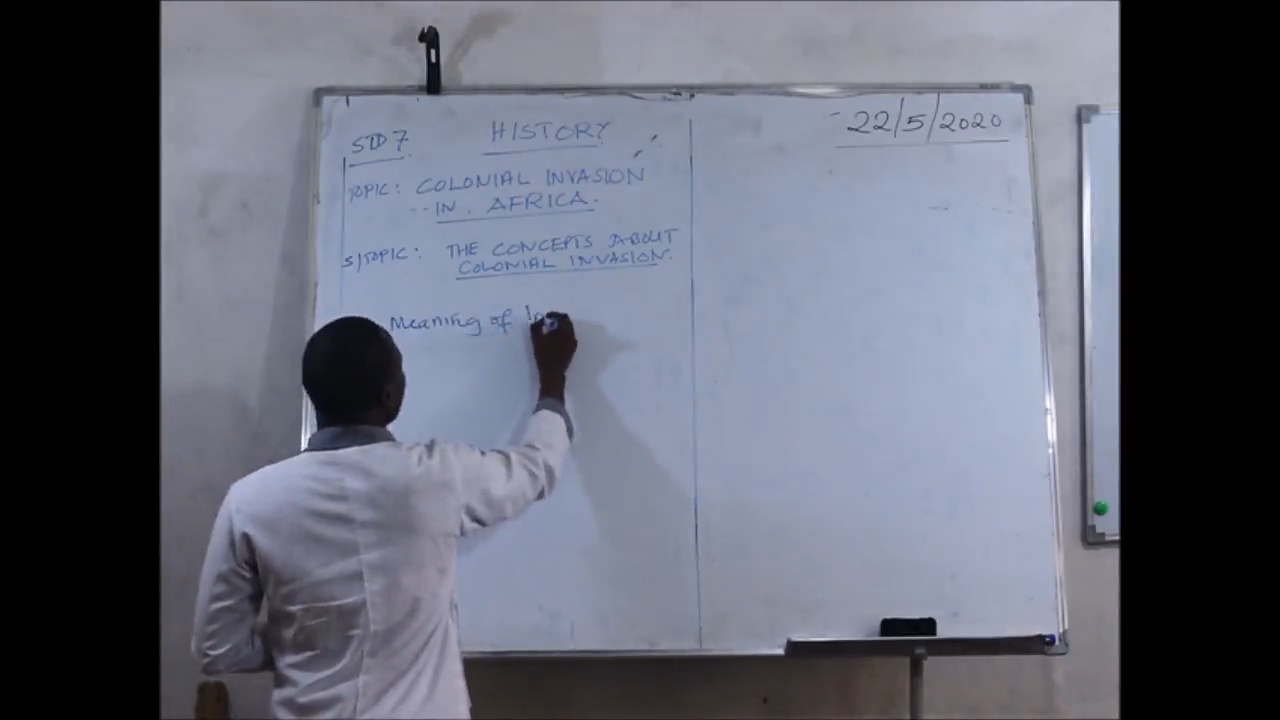 STD 7
HISTORY
22/5/2020
TOPIC: COLONIAL INVASION
IN AFRICA.
S/TOPIC: THE CONCEPTS ABOUT
COLONIAL INVASION.
Meaning of